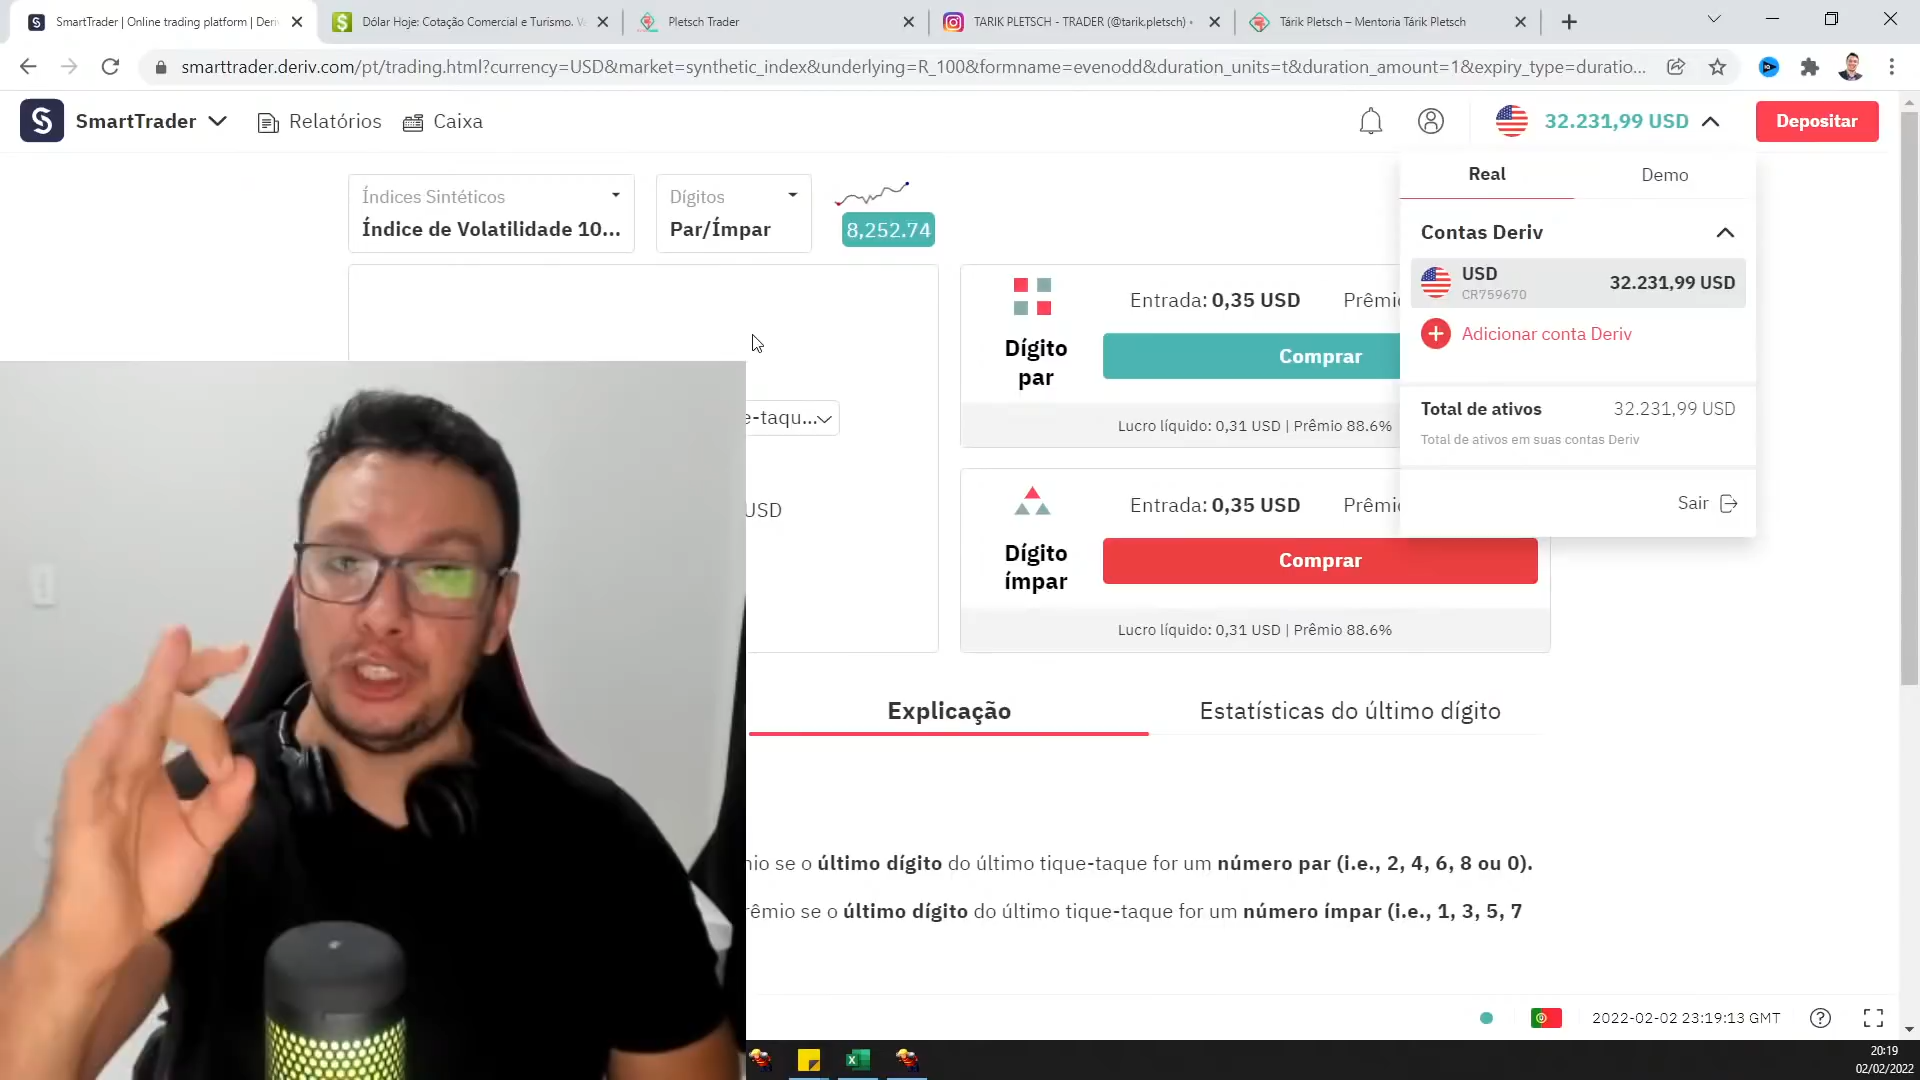 SmartTrader | Online trading platform | Deri
Dólar Hoje: Cotação Comercial e Turismo. V
Pletsch Trader
TARIK PLETSCH - TRADER (@tarik.pletsch) •
Tárik Pletsch – Mentoria Tárik Pletsch
smarttrader.deriv.com/pt/trading.html?currency=USD&market=synthetic_index&underlying=R_100&formname=evenodd&duration_units=t&duration_amount=1&expiry_type=duratio...
SmartTrader
Relatórios
Caixa
32.231,99 USD
Depositar
Índices Sintéticos
Índice de Volatilidade 10...
Dígitos
Par/Ímpar
8,252.74
Real
Demo
Contas Deriv
USD
CR759670
32.231,99 USD
Adicionar conta Deriv
Total de ativos
32.231,99 USD
Total de ativos em suas contas Deriv
Sair
Entrada: 0,35 USD
Prêmi
Dígito
par
Comprar
Lucro líquido: 0,31 USD | Prêmio 88.6%
e-taqu...
USD
Entrada: 0,35 USD
Prêmi
Dígito
ímpar
Comprar
Lucro líquido: 0,31 USD | Prêmio 88.6%
Explicação
Estatísticas do último dígito
nio se o último dígito do último tique-taque for um número par (i.e., 2, 4, 6, 8 ou 0).
rêmio se o último dígito do último tique-taque for um número ímpar (i.e., 1, 3, 5, 7
2022-02-02 23:19:13 GMT
20:19
02/02/2022